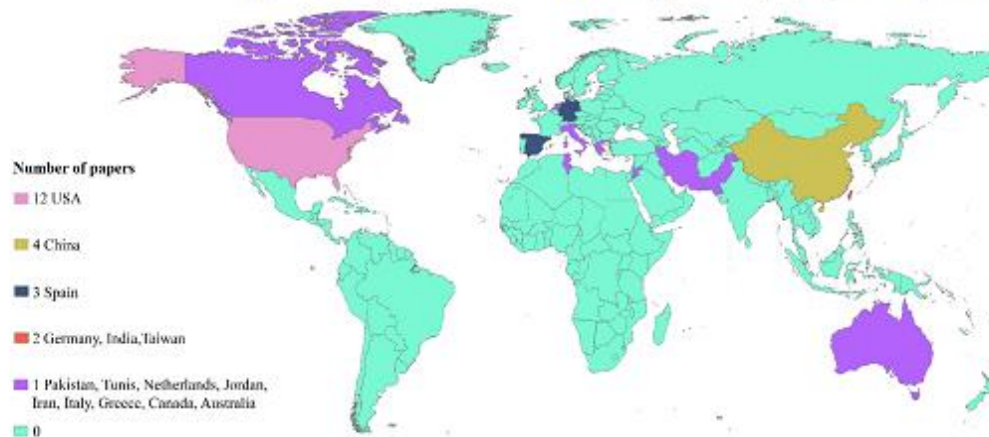 Number of papers
12 USA
4 China
3 Spain
2 Germany, India,Taiwan
1 Pakistan, Tunis, Netherlands, Jordan,
Iran, Italy, Greece, Canada, Australia
0